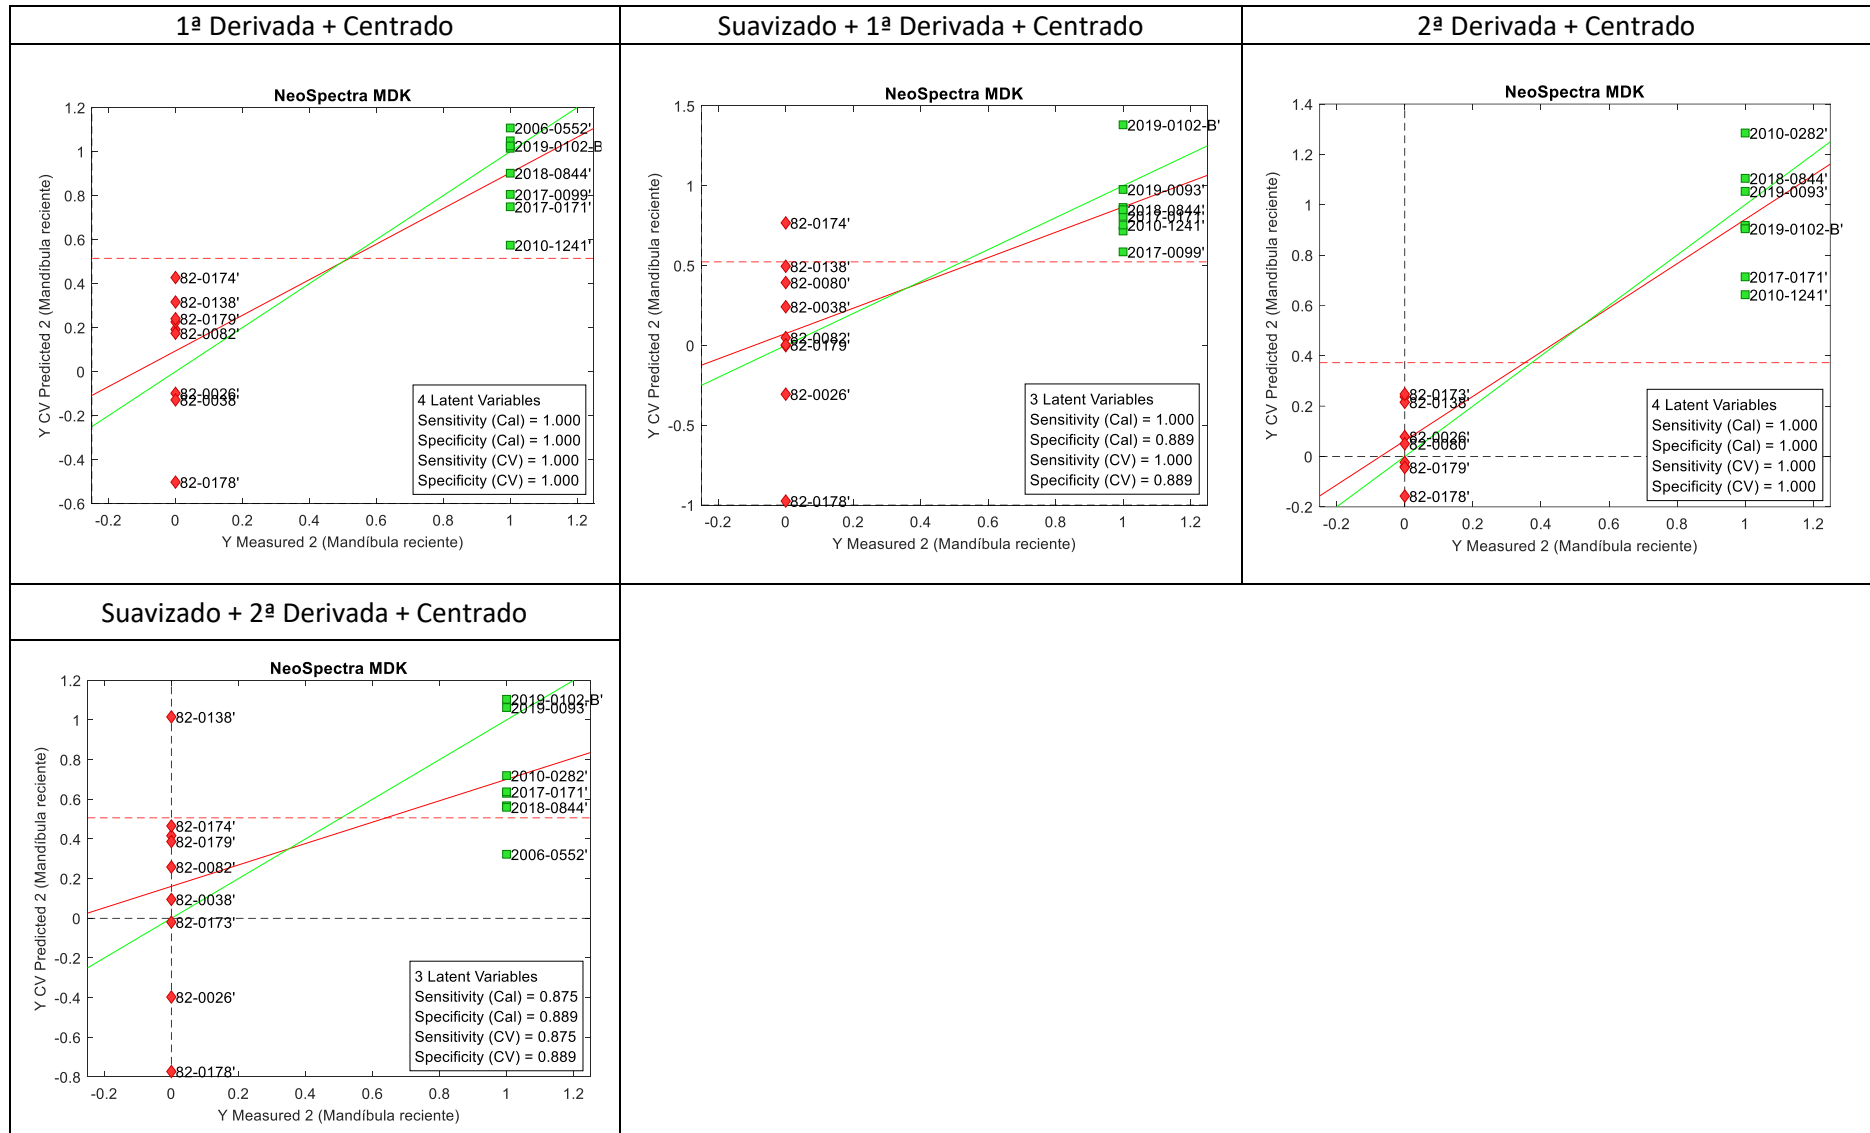 1ª Derivada + Centrado
Suavizado + 1ª Derivada + Centrado
2ª Derivada + Centrado
NeoSpectra MDK
Y CV Predicted 2 (Mandíbula reciente)
1.2
1
0.8
0.6
0.4
0.2
0
-0.2
-0.4
-0.6
2006-0552'
2019-0102-B
2018-0844'
2017-0099'
2017-0171'
2010-1241'
82-0174'
82-0138'
82-0179'
82-0082'
82-0026'
82-0038'
82-0178'
4 Latent Variables
Sensitivity (Cal) = 1.000
Specificity (Cal) = 1.000
Sensitivity (CV) = 1.000
Specificity (CV) = 1.000
-0.2 0 0.2 0.4 0.6 0.8 1 1.2
Y Measured 2 (Mandíbula reciente)
NeoSpectra MDK
Y CV Predicted 2 (Mandíbula reciente)
1.5
1
0.5
0
-0.5
-1
2019-0102-B'
2019-0093'
2018-0844'
2017-0171'
2010-1241'
2017-0099'
82-0174'
82-0138'
82-0080'
82-0038'
82-0082'
82-0179'
82-0026'
82-0178'
3 Latent Variables
Sensitivity (Cal) = 1.000
Specificity (Cal) = 0.889
Sensitivity (CV) = 1.000
Specificity (CV) = 0.889
-0.2 0 0.2 0.4 0.6 0.8 1 1.2
Y Measured 2 (Mandíbula reciente)
NeoSpectra MDK
Y CV Predicted 2 (Mandíbula reciente)
1.4
1.2
1
0.8
0.6
0.4
0.2
0
-0.2
2010-0282'
2018-0844'
2019-0093'
2019-0102-B'
2017-0171'
2010-1241'
82-0173'
82-0138'
82-0026'
82-0080'
82-0179'
82-0178'
4 Latent Variables
Sensitivity (Cal) = 1.000
Specificity (Cal) = 1.000
Sensitivity (CV) = 1.000
Specificity (CV) = 1.000
-0.2 0 0.2 0.4 0.6 0.8 1 1.2
Y Measured 2 (Mandíbula reciente)
Suavizado + 2ª Derivada + Centrado
NeoSpectra MDK
Y CV Predicted 2 (Mandíbula reciente)
1.2
1
0.8
0.6
0.4
0.2
0
-0.2
-0.4
-0.6
-0.8
2019-0102-B'
2019-0093'
2010-0282'
2017-0171'
2018-0844'
2006-0552'
82-0138'
82-0174'
82-0179'
82-0082'
82-0038'
82-0173'
82-0026'
82-0178'
3 Latent Variables
Sensitivity (Cal) = 0.875
Specificity (Cal) = 0.889
Sensitivity (CV) = 0.875
Specificity (CV) = 0.889
-0.2 0 0.2 0.4 0.6 0.8 1 1.2
Y Measured 2 (Mandíbula reciente)